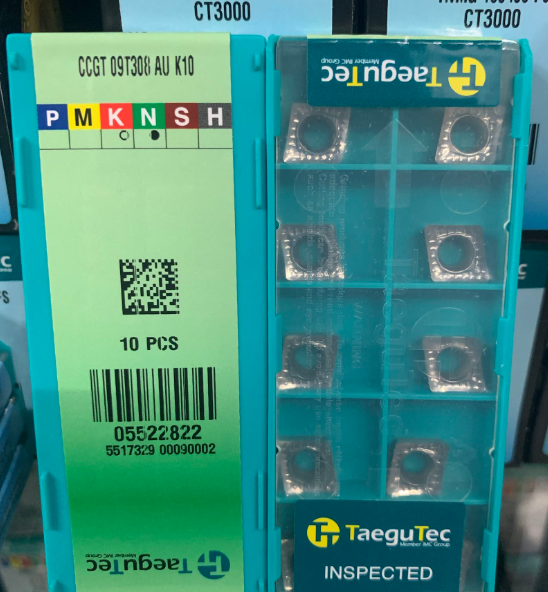 CT3000
CT3000
CCGT 09T308 AU K10
P M K N S H
10 PCS
05522822
5517329 00090002
TaeguTec
Member IMC Group
TaeguTec
Member IMC Group
TaeguTec
Member IMC Group
INSPECTED